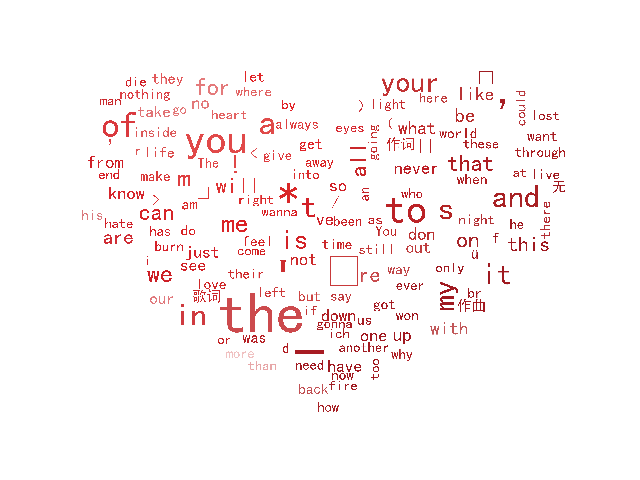 die they for let
nothing where your like ,
man take go no heart by ) light here could
of inside you a always eyes ( what be lost
world want
going 作词 || these
r life The ! < give get all through
from away never that
end make m into at live 无
know > 」 will right * so an who when and
wanna t to s
his can am me ve been as You night he there
hate has do feel is time don on f this
are burn just come still out ü
i we see their not re way only it
our love left but say ever my br
歌词 in the if down us got won 作曲
gonna ich one up with
or was d another why
more than need have too
now
back fire
how